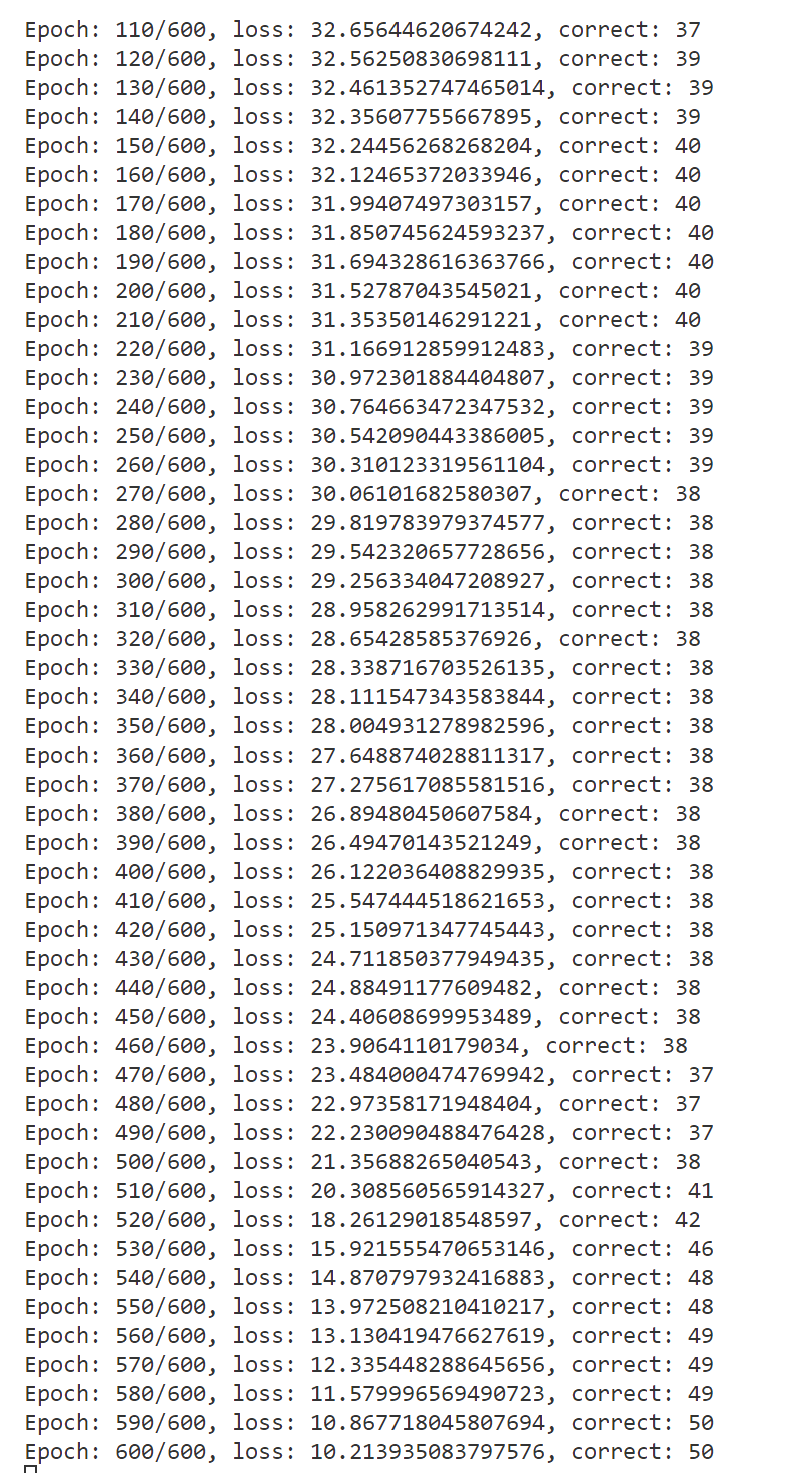 Epoch: 110/600, loss: 32.65644620674242, correct: 37
Epoch: 120/600, loss: 32.56250830698111, correct: 39
Epoch: 130/600, loss: 32.461352747465014, correct: 39
Epoch: 140/600, loss: 32.35607755667895, correct: 39
Epoch: 150/600, loss: 32.24456268268204, correct: 40
Epoch: 160/600, loss: 32.12465372033946, correct: 40
Epoch: 170/600, loss: 31.99407497303157, correct: 40
Epoch: 180/600, loss: 31.850745624593237, correct: 40
Epoch: 190/600, loss: 31.694328616363766, correct: 40
Epoch: 200/600, loss: 31.52787043545021, correct: 40
Epoch: 210/600, loss: 31.35350146291221, correct: 40
Epoch: 220/600, loss: 31.166912859912483, correct: 39
Epoch: 230/600, loss: 30.972301884404807, correct: 39
Epoch: 240/600, loss: 30.764663472347532, correct: 39
Epoch: 250/600, loss: 30.542090443386005, correct: 39
Epoch: 260/600, loss: 30.310123319561104, correct: 39
Epoch: 270/600, loss: 30.06101682580307, correct: 38
Epoch: 280/600, loss: 29.819783979374577, correct: 38
Epoch: 290/600, loss: 29.542320657728656, correct: 38
Epoch: 300/600, loss: 29.256334047208927, correct: 38
Epoch: 310/600, loss: 28.958262991713514, correct: 38
Epoch: 320/600, loss: 28.65428585376926, correct: 38
Epoch: 330/600, loss: 28.338716703526135, correct: 38
Epoch: 340/600, loss: 28.111547343583844, correct: 38
Epoch: 350/600, loss: 28.004931278982596, correct: 38
Epoch: 360/600, loss: 27.648874028811317, correct: 38
Epoch: 370/600, loss: 27.275617085581516, correct: 38
Epoch: 380/600, loss: 26.89480450607584, correct: 38
Epoch: 390/600, loss: 26.49470143521249, correct: 38
Epoch: 400/600, loss: 26.122036408829935, correct: 38
Epoch: 410/600, loss: 25.547444518621653, correct: 38
Epoch: 420/600, loss: 25.150971347745443, correct: 38
Epoch: 430/600, loss: 24.711850377949435, correct: 38
Epoch: 440/600, loss: 24.88491177609482, correct: 38
Epoch: 450/600, loss: 24.40608699953489, correct: 38
Epoch: 460/600, loss: 23.9064110179034, correct: 38
Epoch: 470/600, loss: 23.484000474769942, correct: 37
Epoch: 480/600, loss: 22.97358171948404, correct: 37
Epoch: 490/600, loss: 22.230090488476428, correct: 37
Epoch: 500/600, loss: 21.35688265040543, correct: 38
Epoch: 510/600, loss: 20.308560565914327, correct: 41
Epoch: 520/600, loss: 18.26129018548597, correct: 42
Epoch: 530/600, loss: 15.921555470653146, correct: 46
Epoch: 540/600, loss: 14.870797932416883, correct: 48
Epoch: 550/600, loss: 13.972508210410217, correct: 48
Epoch: 560/600, loss: 13.130419476627619, correct: 49
Epoch: 570/600, loss: 12.335448288645656, correct: 49
Epoch: 580/600, loss: 11.579996569490723, correct: 49
Epoch: 590/600, loss: 10.867718045807694, correct: 50
Epoch: 600/600, loss: 10.213935083797576, correct: 50